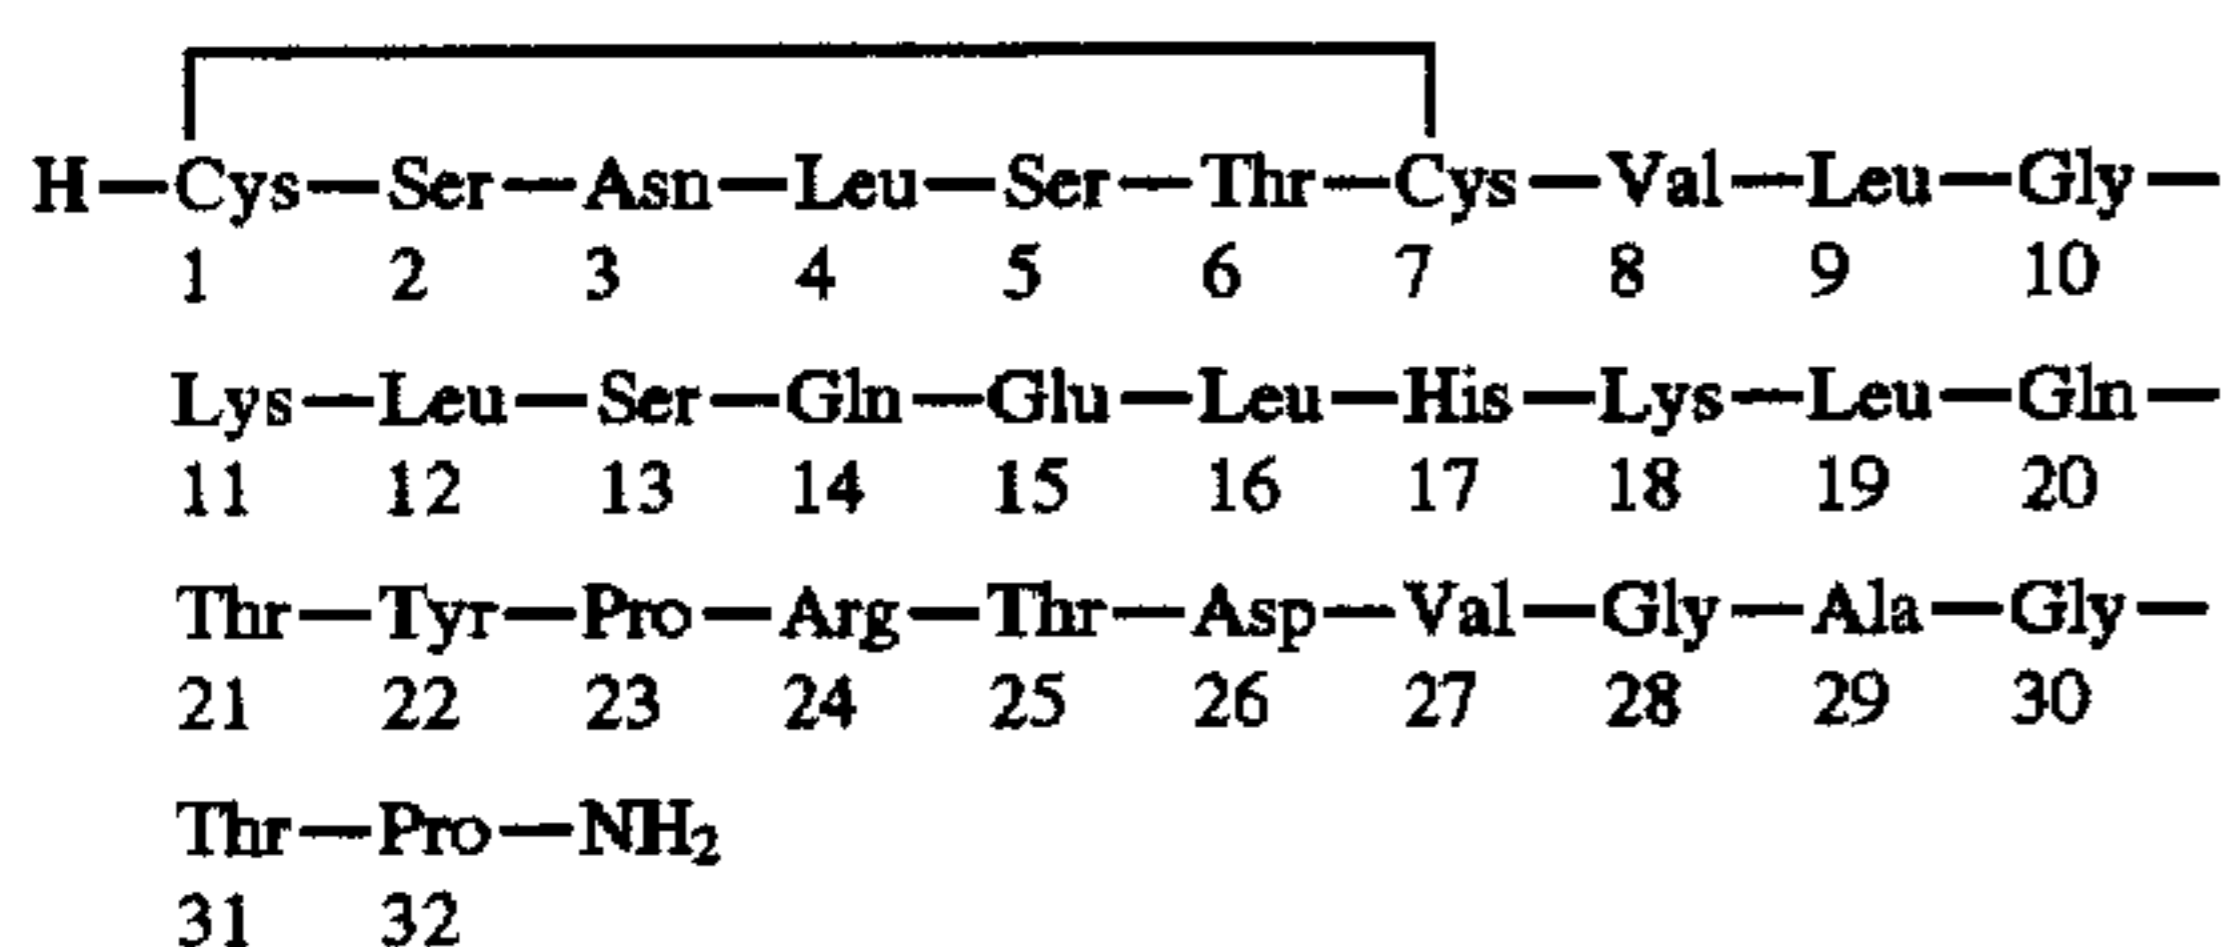 H—Cys—Ser—Asn—Leu—Ser—Thr—Cys—Val—Leu—Gly—
1 2 3 4 5 6 7 8 9 10
Lys—Leu—Ser—Gln—Glu—Leu—His—Lys—Leu—Gln—
11 12 13 14 15 16 17 18 19 20
Thr—Tyr—Pro—Arg—Thr—Asp—Val—Gly—Ala—Gly—
21 22 23 24 25 26 27 28 29 30
Thr—Pro—NH₂
31 32